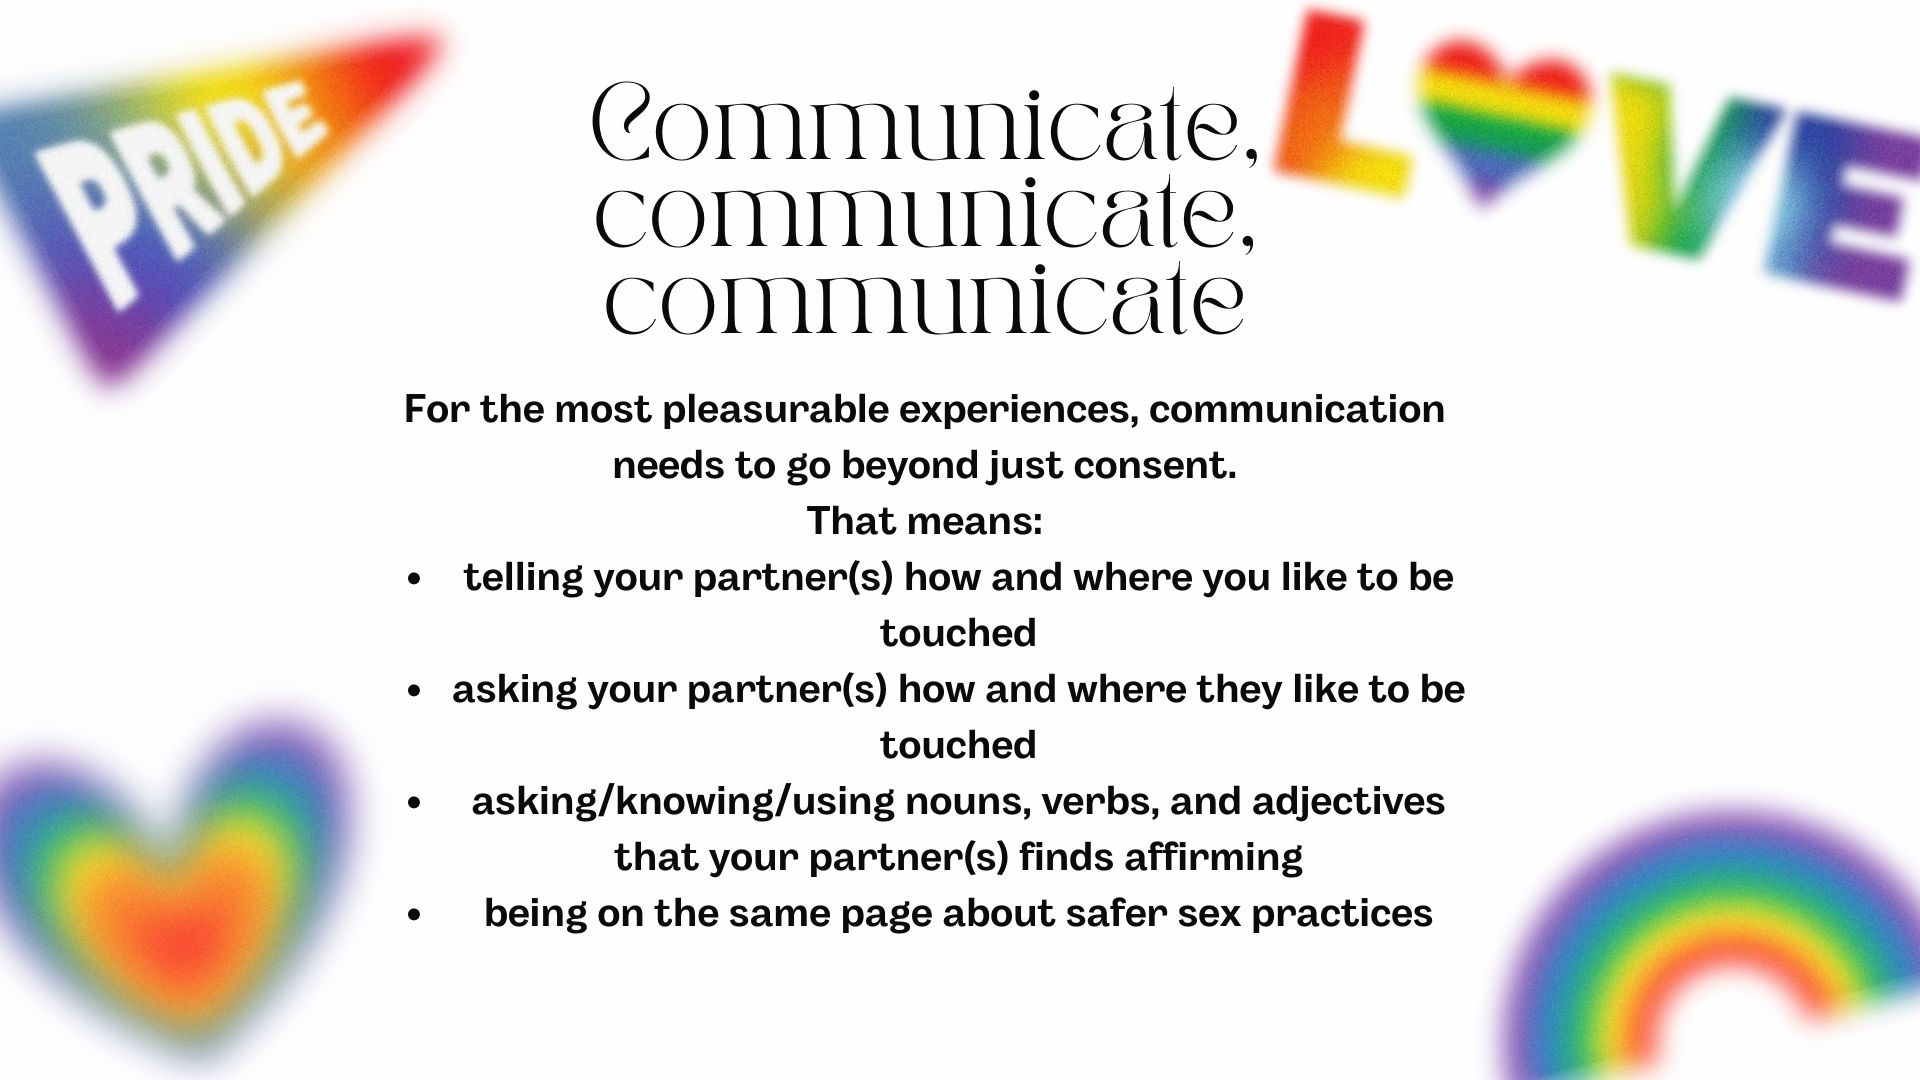 PRIDE
L VE
Communicate,
communicate,
communicate
For the most pleasurable experiences, communication
needs to go beyond just consent.
That means:
• telling your partner(s) how and where you like to be
touched
• asking your partner(s) how and where they like to be
touched
• asking/knowing/using nouns, verbs, and adjectives
that your partner(s) finds affirming
• being on the same page about safer sex practices